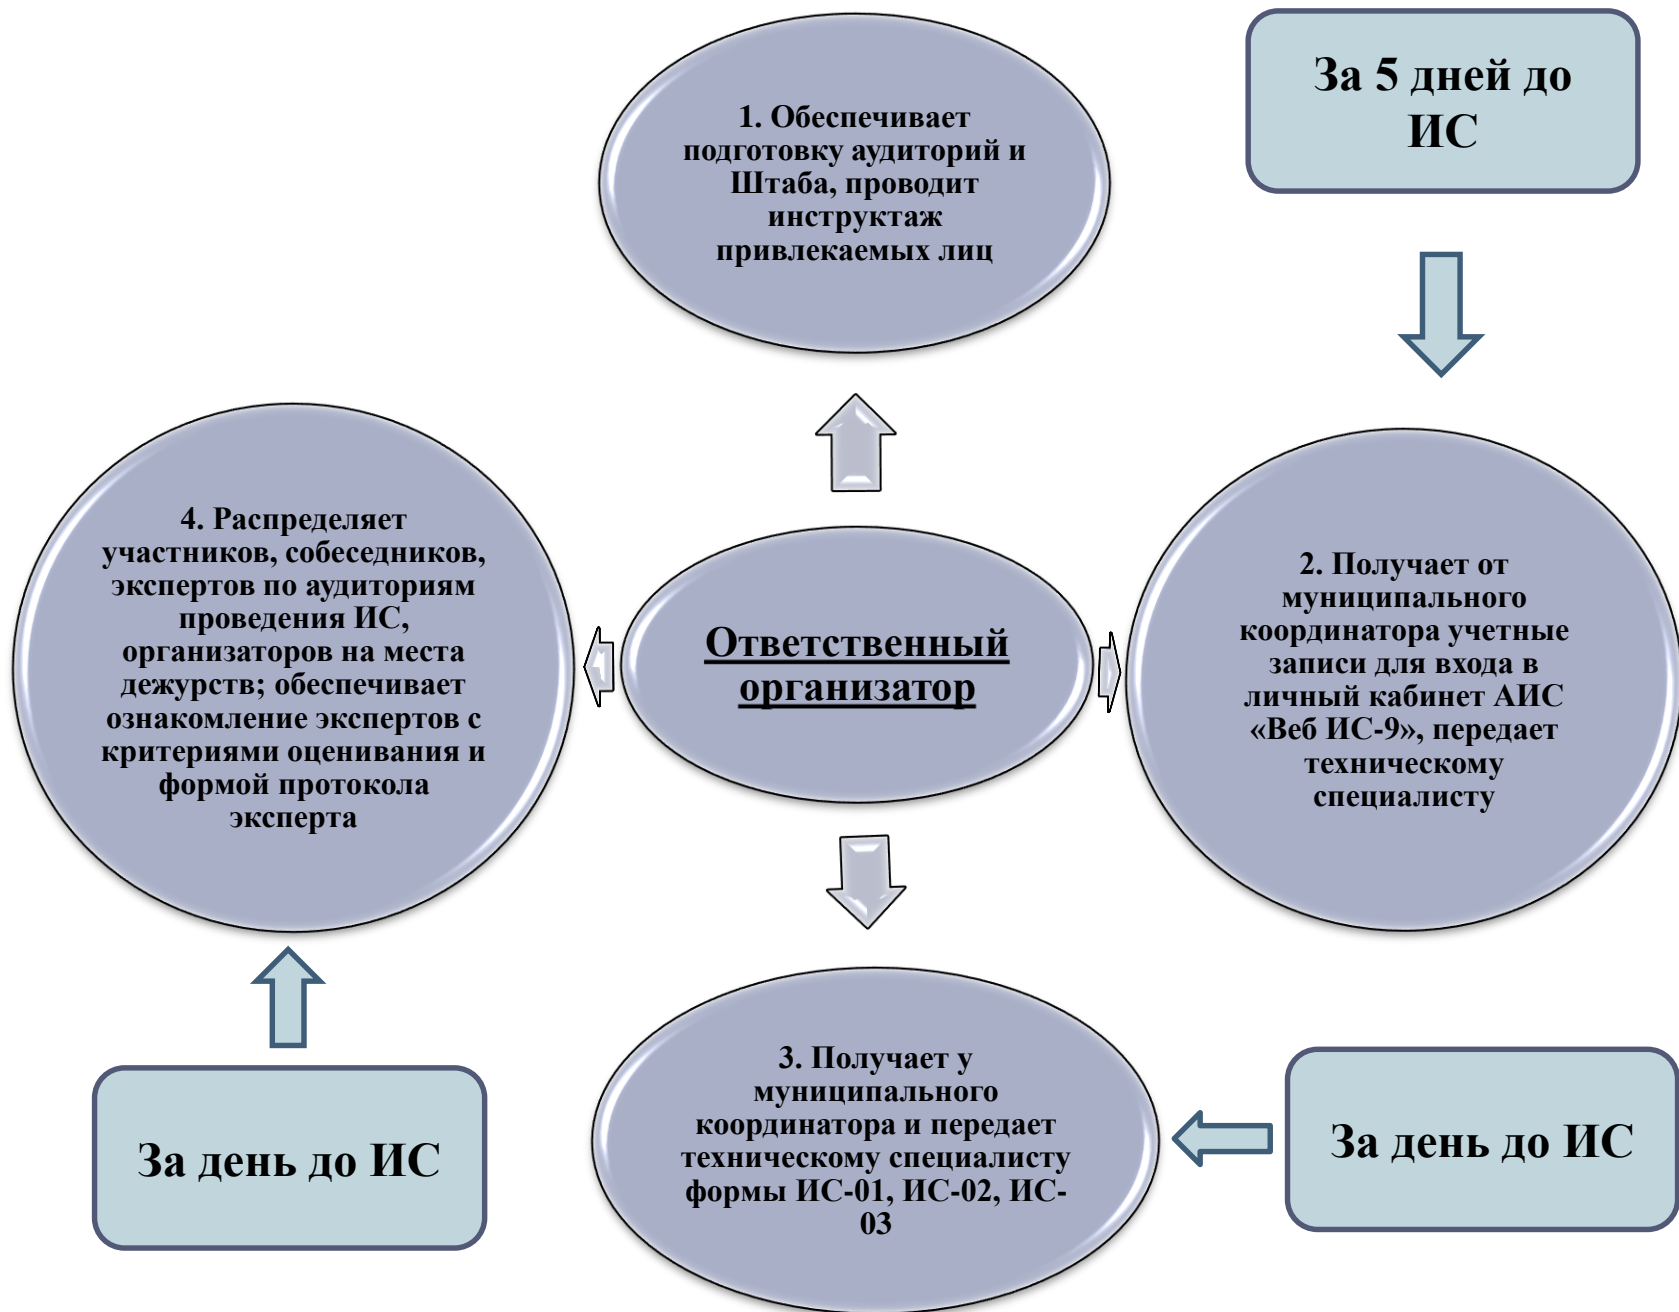 1. Обеспечивает
подготовку аудиторий и
Штаба, проводит
инструктаж
привлекаемых лиц
За 5 дней до
ИС
4. Распределяет
участников, собеседников,
экспертов по аудиториям
проведения ИС,
организаторов на места
дежурств; обеспечивает
ознакомление экспертов с
критериями оценивания и
формой протокола
эксперта
Ответственный
организатор
2. Получает от
муниципального
координатора учетные
записи для входа в
личный кабинет АИС
«Веб ИС-9», передает
техническому
специалисту
За день до ИС
3. Получает у
муниципального
координатора и передает
техническому специалисту
формы ИС-01, ИС-02, ИС-
03
За день до ИС